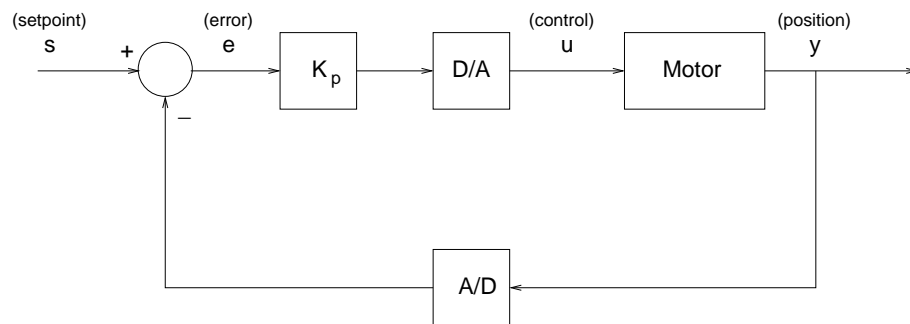 (setpoint)
s
+
–
(error)
e
K p
D/A
(control)
u
Motor
(position)
y
A/D